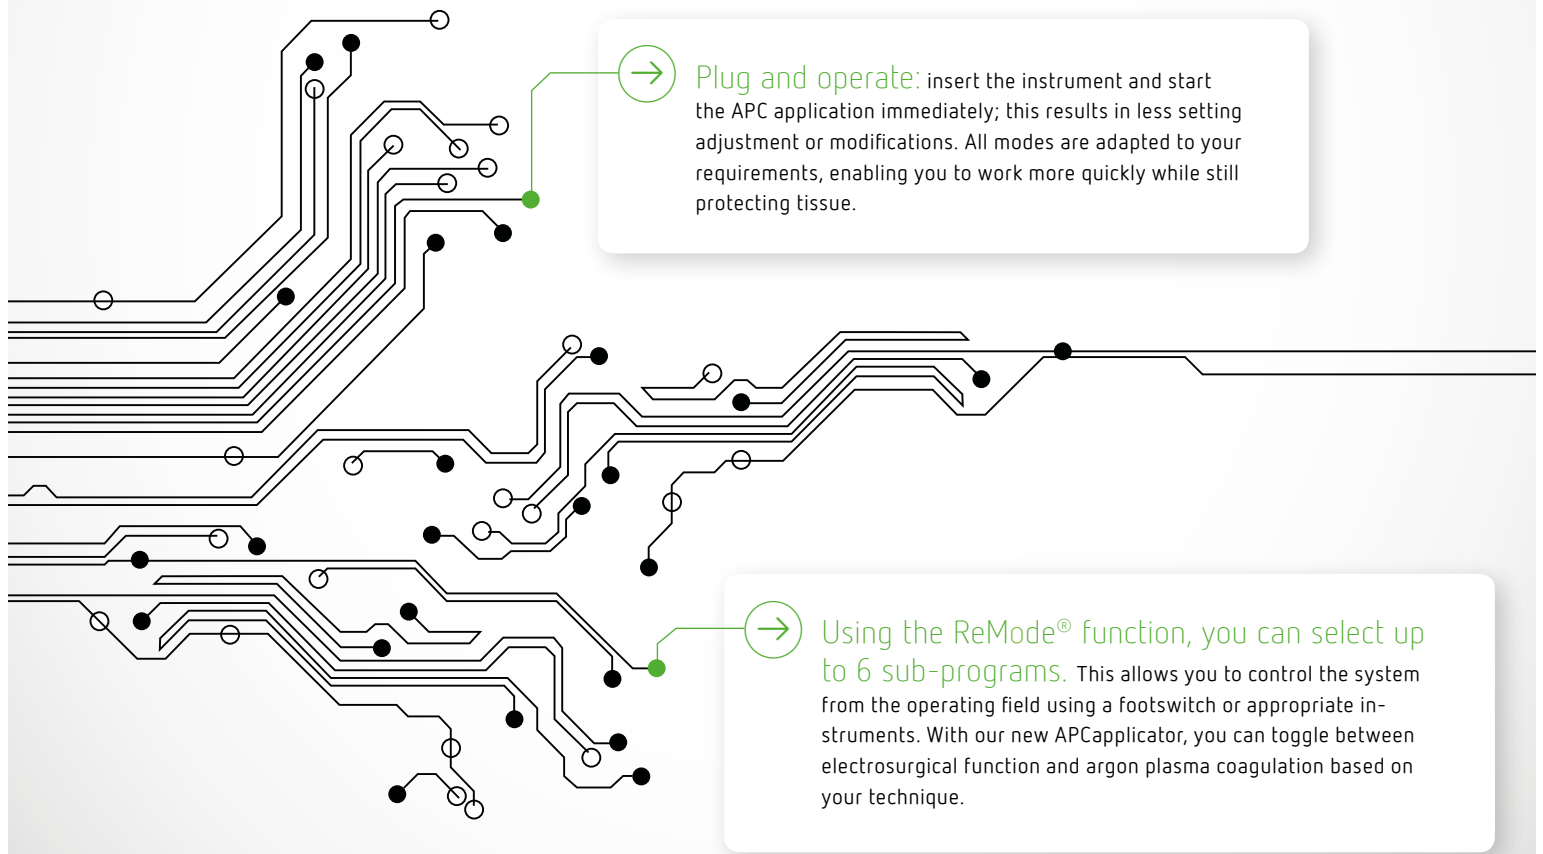 Plug and operate: insert the instrument and start
the APC application immediately; this results in less setting
adjustment or modifications. All modes are adapted to your
requirements, enabling you to work more quickly while still
protecting tissue.
Using the ReMode® function, you can select up
to 6 sub-programs. This allows you to control the system
from the operating field using a footswitch or appropriate in-
struments. With our new APCapplicator, you can toggle between
electrosurgical function and argon plasma coagulation based on
your technique.